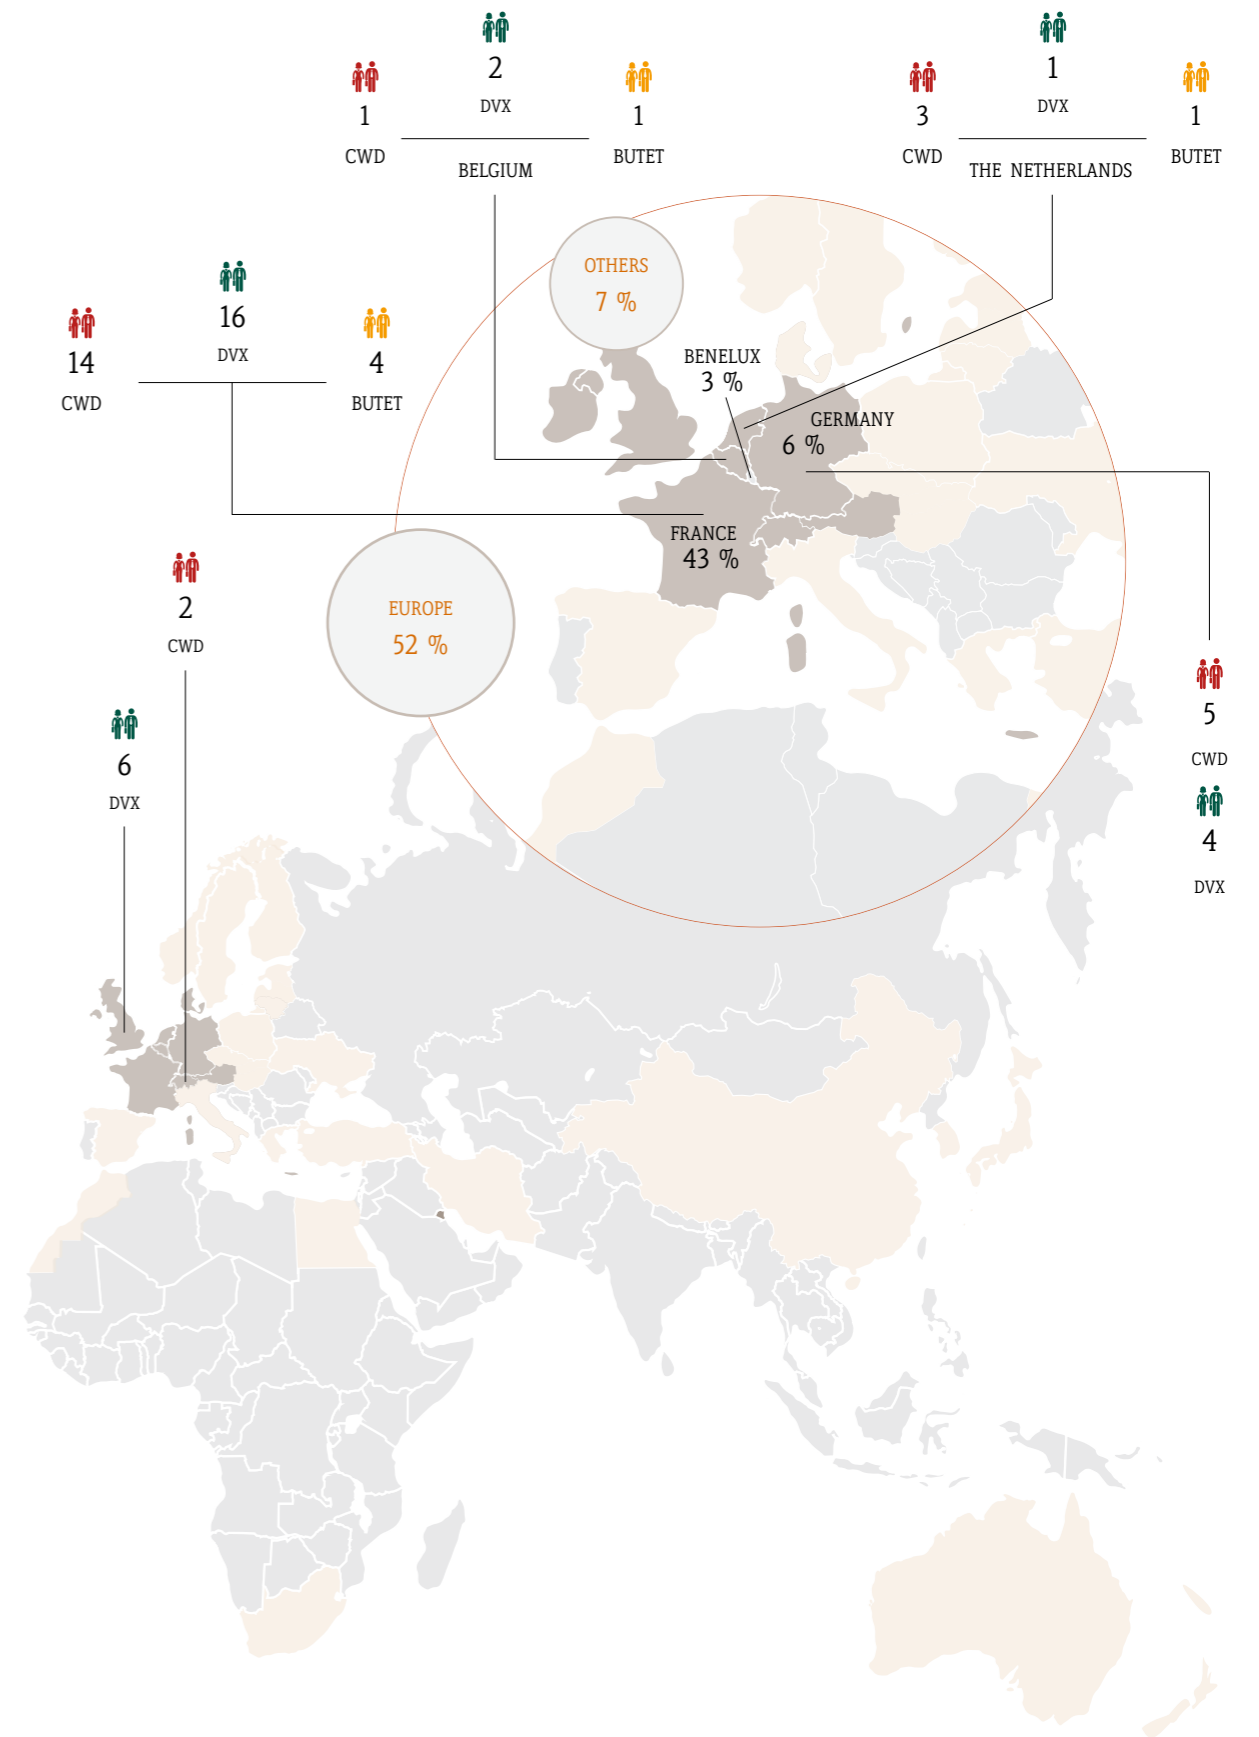 2
DVX
1
CWD
1
BUTET
BELGIUM
1
DVX
3
CWD
1
BUTET
THE NETHERLANDS
16
DVX
14
CWD
4
BUTET
OTHERS
7 %
BENELUX
3 %
GERMANY
6 %
FRANCE
43 %
EUROPE
52 %
2
CWD
6
DVX
5
CWD
4
DVX